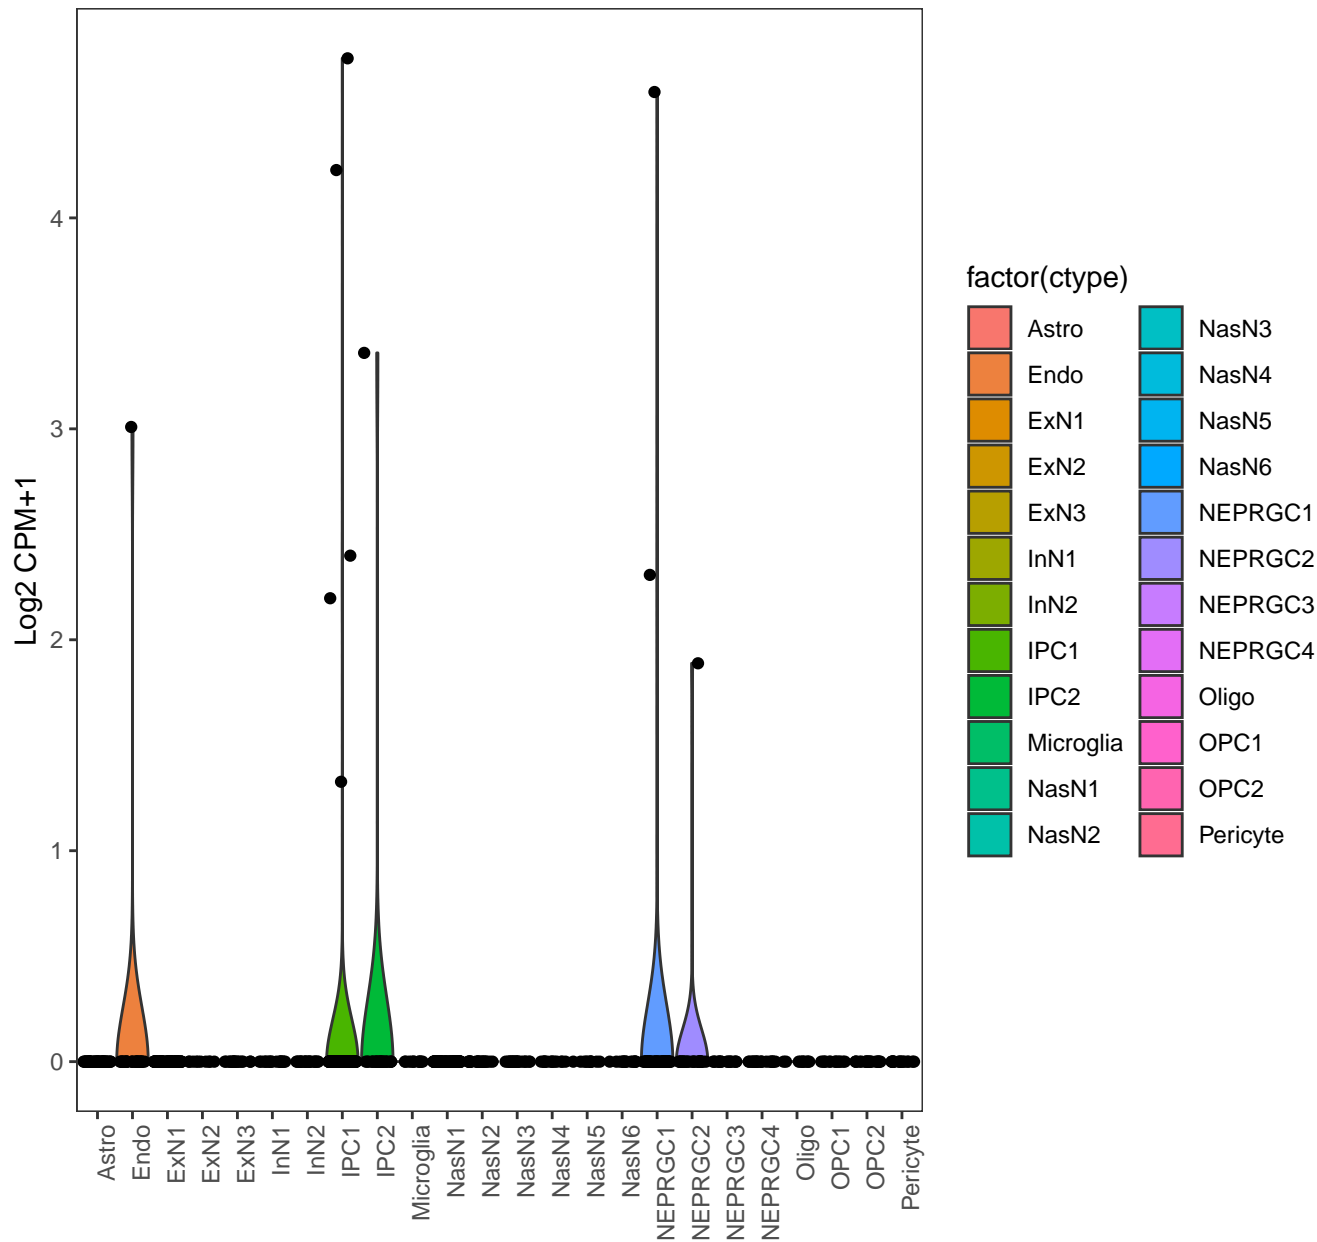 Log2 CPM+1
4
3
2
1
0
Astro
Endo
ExN1
ExN2
ExN3
InN1
InN2
IPC1
IPC2
Microglia
NasN1
NasN2
NasN3
NasN4
NasN5
NasN6
NEPRGC1
NEPRGC2
NEPRGC3
NEPRGC4
Oligo
OPC1
OPC2
Pericyte
factor(ctype)
Astro
Endo
ExN1
ExN2
ExN3
InN1
InN2
IPC1
IPC2
Microglia
NasN1
NasN2
NasN3
NasN4
NasN5
NasN6
NEPRGC1
NEPRGC2
NEPRGC3
NEPRGC4
Oligo
OPC1
OPC2
Pericyte